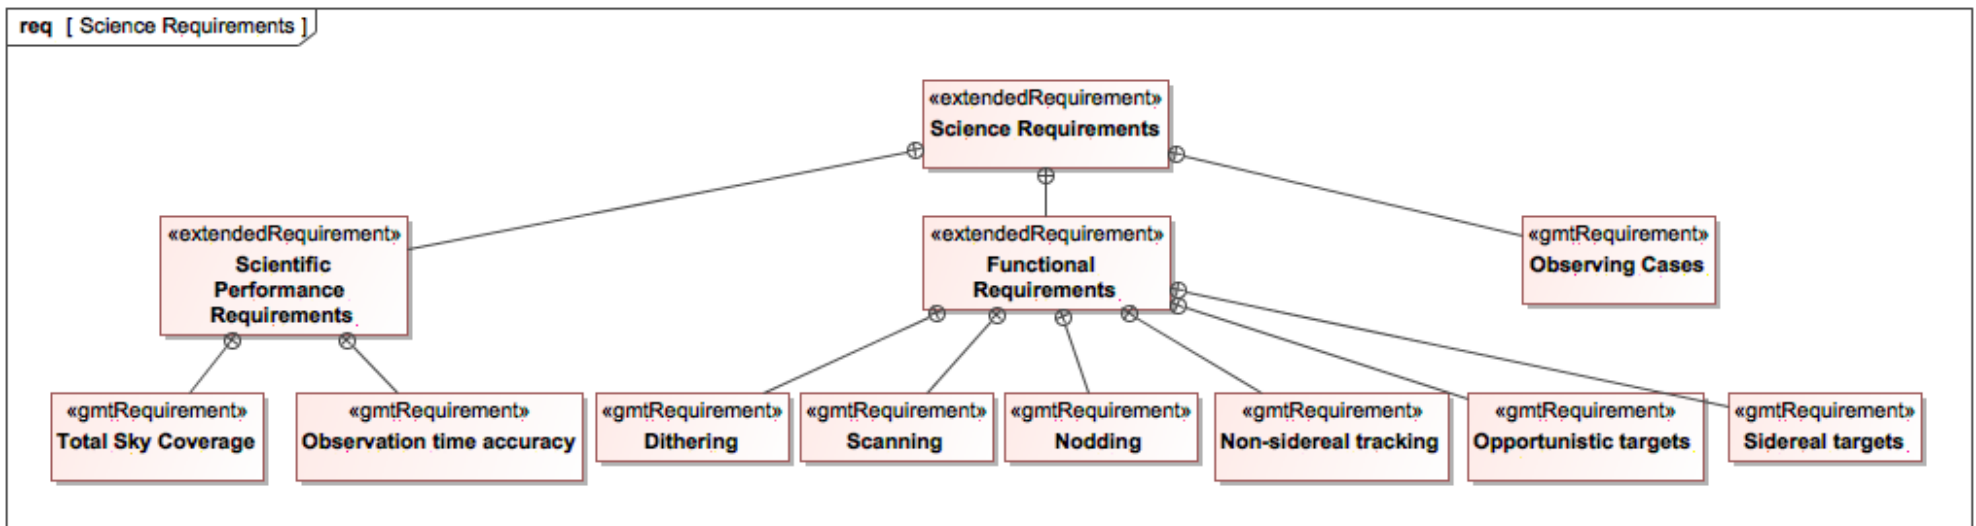 req [ Science Requirements ]
«extendedRequirement»
Science Requirements
«extendedRequirement»
Scientific
Performance
Requirements
«extendedRequirement»
Functional
Requirements
«gmtRequirement»
Observing Cases
«gmtRequirement»
Total Sky Coverage
«gmtRequirement»
Observation time accuracy
«gmtRequirement»
Dithering
«gmtRequirement»
Scanning
«gmtRequirement»
Nodding
«gmtRequirement»
Non-sidereal tracking
«gmtRequirement»
Opportunistic targets
«gmtRequirement»
Sidereal targets